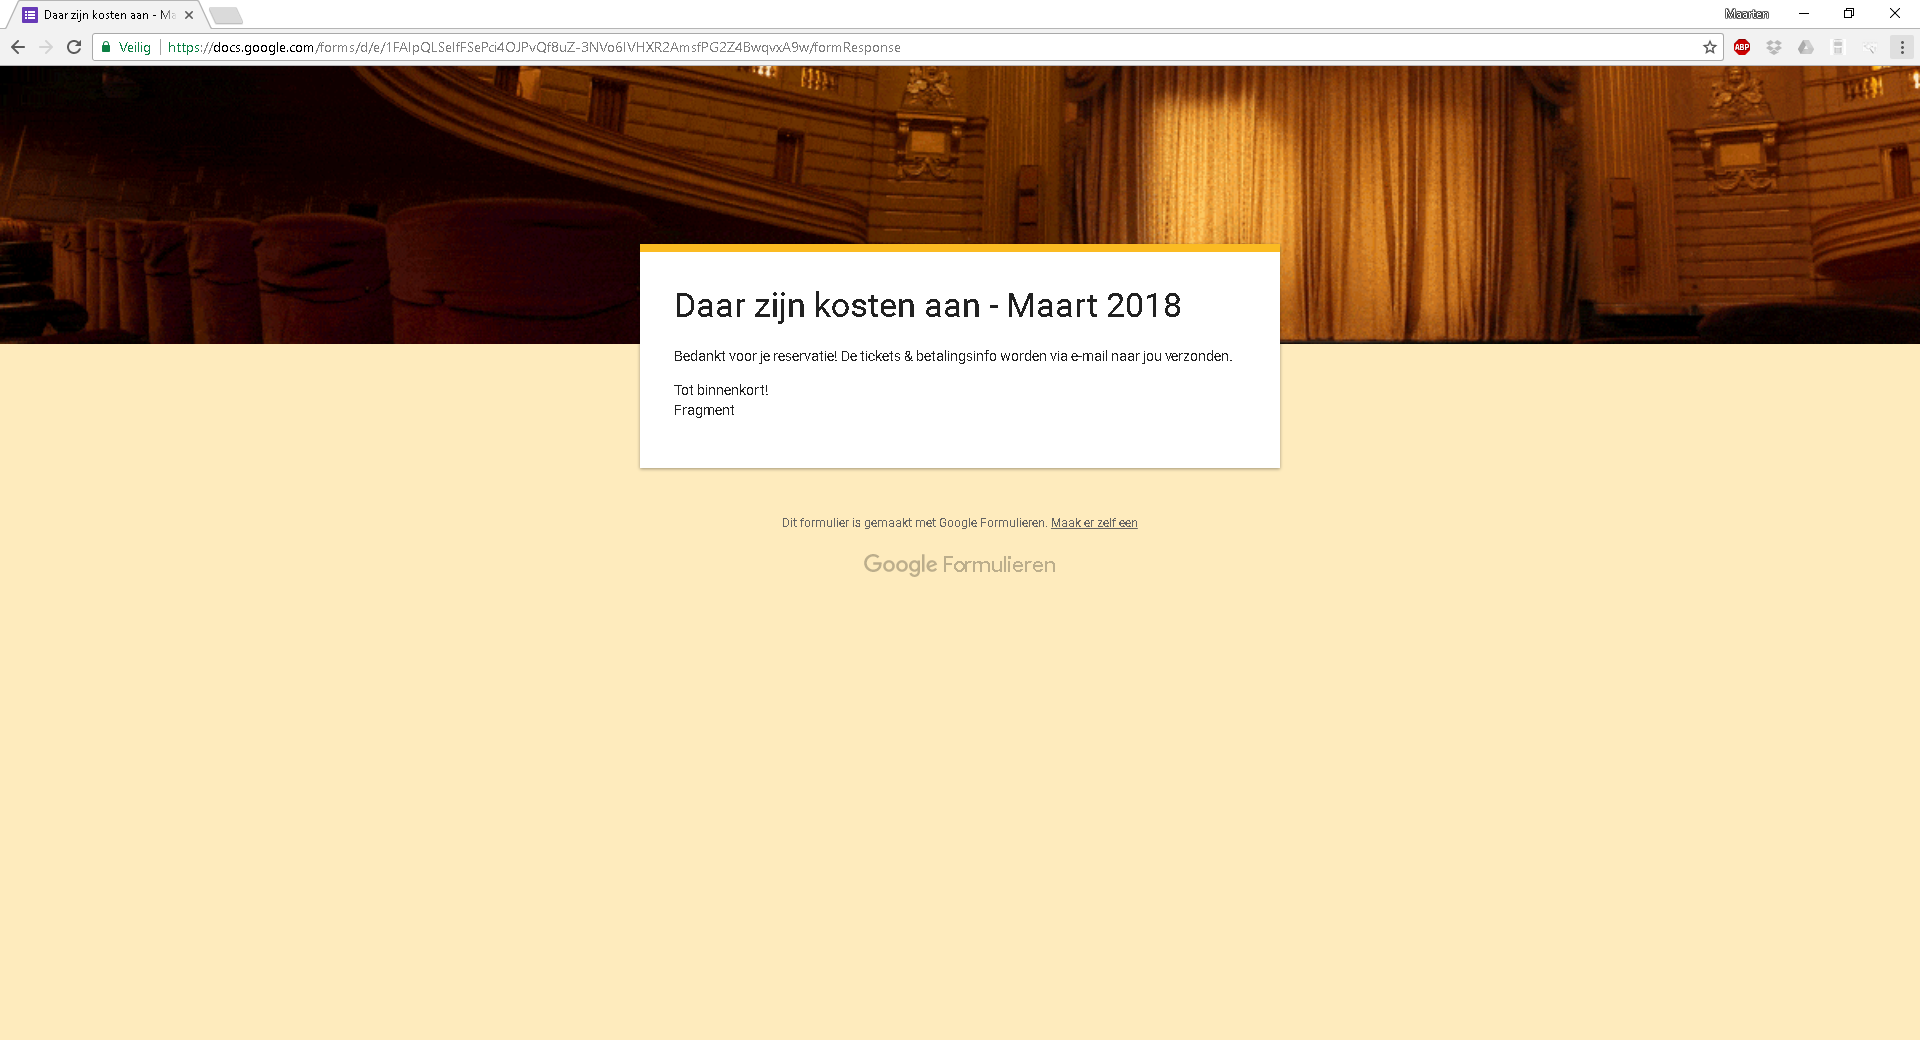 Daar zijn kosten aan - Ma
Maarten
Veilig
https://docs.google.com/forms/d/e/1FAIpQLSelfFSePci4OJPvQf8uZ-3NVo6IVHXR2AmsfPG2Z4BwqvxA9w/formResponse
ABP
Daar zijn kosten aan - Maart 2018
Bedankt voor je reservatie! De tickets & betalingsinfo worden via e-mail naar jou verzonden.
Tot binnenkort!
Fragment
Dit formulier is gemaakt met Google Formulieren. Maak er zelf een
Google Formulieren